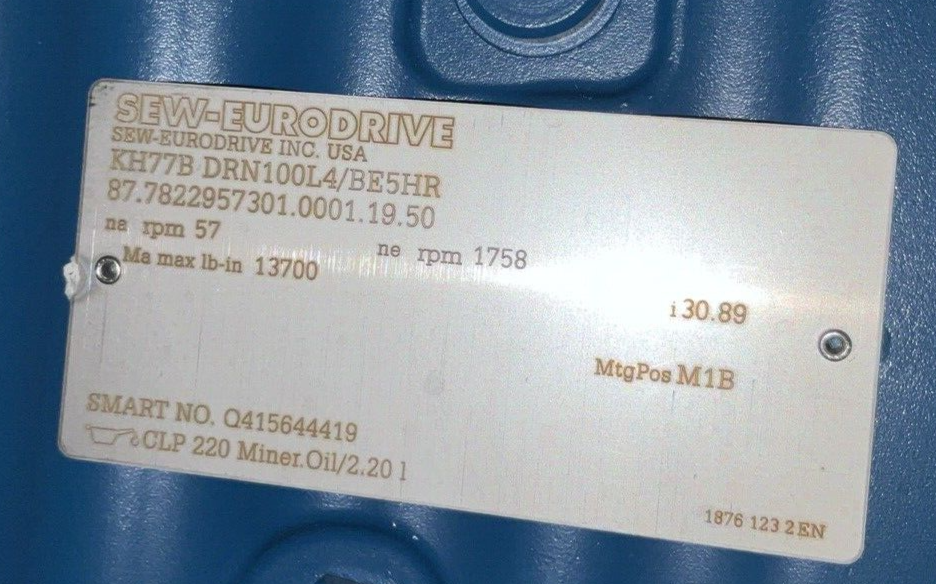 SEW-EURODRIVE
SEW-EURODRIVE INC. USA
KH77B DRN100L4/BE5HR
87.7822957301.0001.19.50
na rpm 57 ne rpm 1758
Ma max lb-in 13700
i 30.89
MtgPos M1B
SMART NO. Q415644419
CLP 220 Miner.Oil/2.20 l
1876 123 2 EN